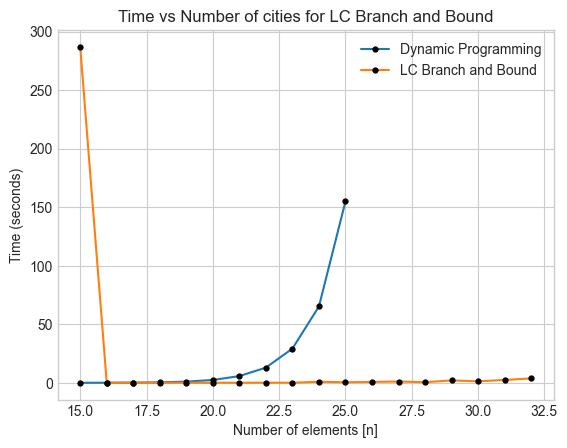 Time vs Number of cities for LC Branch and Bound
Dynamic Programming
LC Branch and Bound
Time (seconds)
300
250
200
150
100
50
0
15.0 17.5 20.0 22.5 25.0 27.5 30.0 32.5
Number of elements [n]